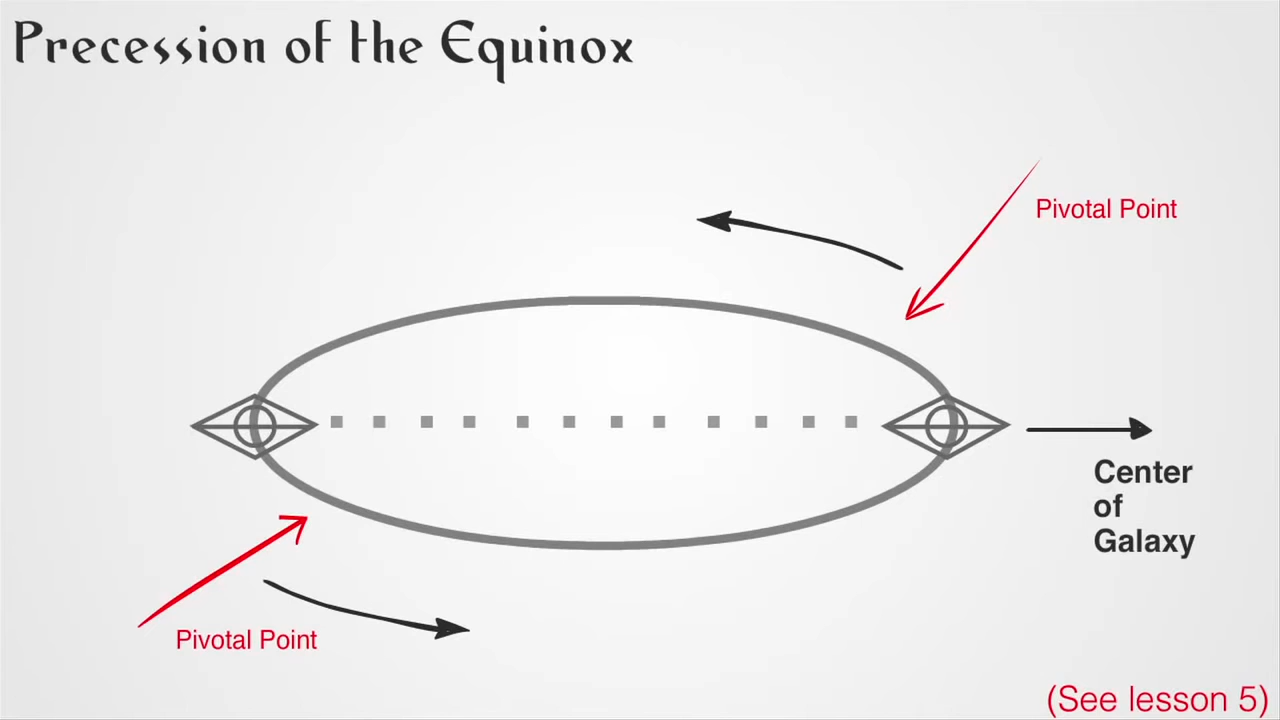 Precession of the Equinox
Pivotal Point
Center
of
Galaxy
Pivotal Point
(See lesson 5)